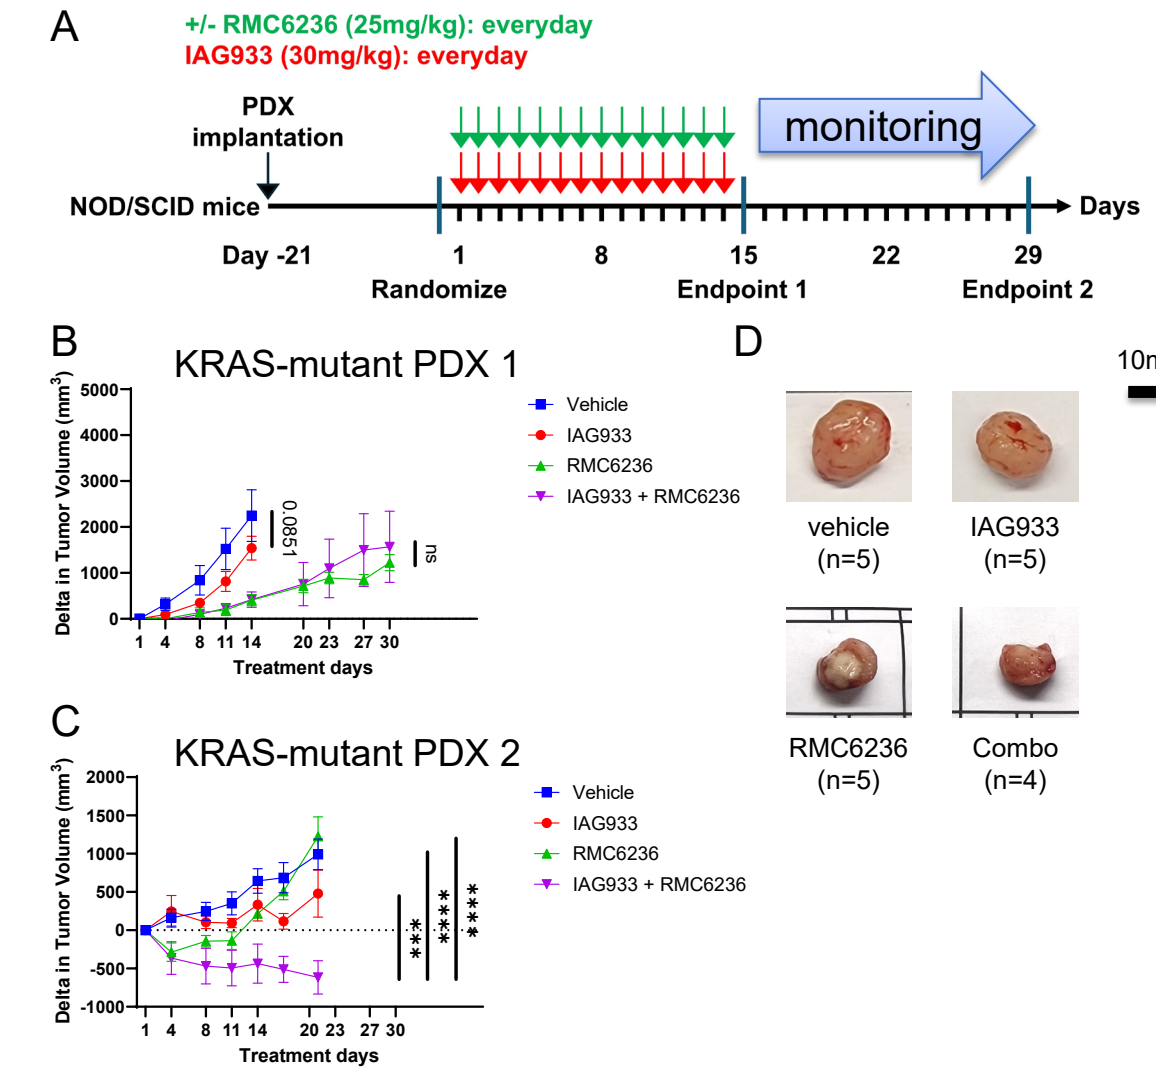 A
+/- RMC6236 (25mg/kg): everyday
IAG933 (30mg/kg): everyday
PDX
implantation
monitoring
NOD/SCID mice
Days
Day -21
1
8
15
22
29
Randomize
Endpoint 1
Endpoint 2
B
KRAS-mutant PDX 1
Delta in Tumor Volume (mm3)
5000
4000
3000
2000
1000
0
1 4 8 11 14 20 23 27 30
Treatment days
0.0851
ns
Vehicle
IAG933
RMC6236
IAG933 + RMC6236
C
KRAS-mutant PDX 2
Delta in Tumor Volume (mm3)
2000
1500
1000
500
0
-500
-1000
1 4 8 11 14 20 23 27 30
Treatment days
***
****
****
Vehicle
IAG933
RMC6236
IAG933 + RMC6236
D
10m
vehicle
(n=5)
IAG933
(n=5)
RMC6236
(n=5)
Combo
(n=4)